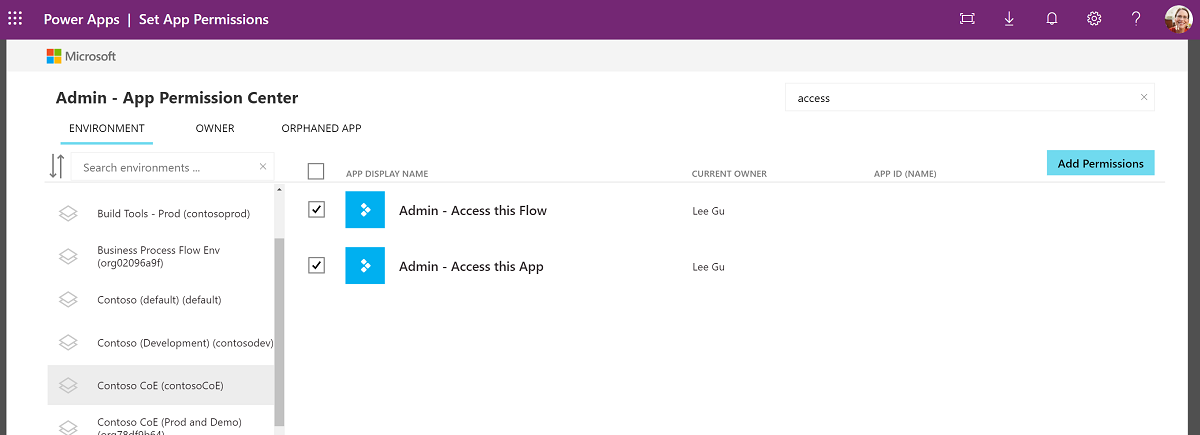 Power Apps | Set App Permissions
?
Microsoft
Admin - App Permission Center
access
ENVIRONMENT OWNER ORPHANED APP
Search environments ...
Add Permissions
APP DISPLAY NAME CURRENT OWNER APP ID (NAME)
Build Tools - Prod (contosoprod)
Admin - Access this Flow Lee Gu
Business Process Flow Env
(org02096a9f)
Admin - Access this App Lee Gu
Contoso (default) (default)
Contoso (Development) (contosodev)
Contoso CoE (contosoCoE)
Contoso CoE (Prod and Demo)
(org78df9b64)